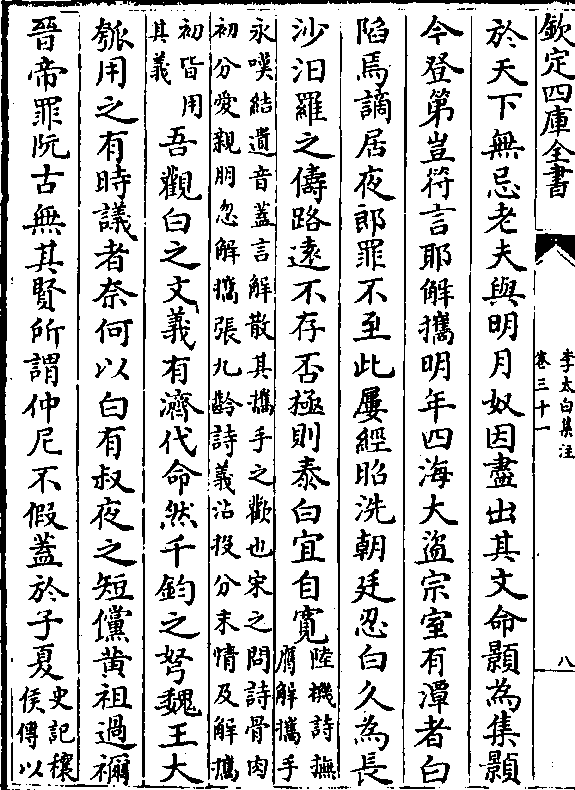 欽定四庫全書
李太白集注
卷三十一
八
於天下無忌老夫與明月奴因盡出其文命顥為集顥
今登第豈符言耶解攜明年四海大盜宗室有潭者白
陷焉謫居夜郎罪不至此屢經昭洗朝廷忍白久為長
沙汨羅之儔路遠不存否極則泰白宜自寛
陸機詩撫
膺解攜手
永嘆結遺音蓋言解散其攜手之歡也宋之問詩骨肉
初分愛親朋忽解攜張九齡詩義沾投分末情及解攜
初皆用
其義
吾觀白之文義有濟代命然千鈞之弩魏王大
瓠用之有時議者奈何以白有叔夜之短儻黄祖過禰
晉帝罪阮古無其賢所謂仲尼不假蓋於子夏
史記穰
侯傳以